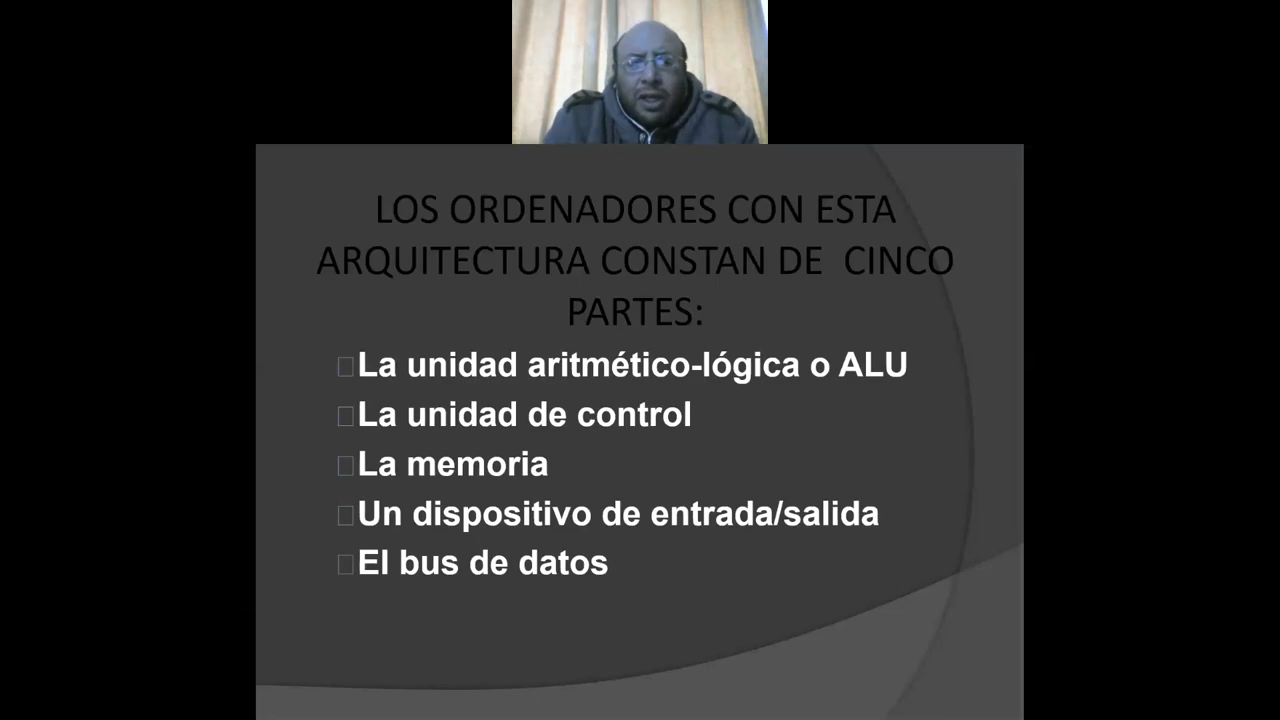 LOS ORDENADORES CON ESTA
ARQUITECTURA CONSTAN DE CINCO
PARTES:
La unidad aritmético-lógica o ALU
La unidad de control
La memoria
Un dispositivo de entrada/salida
El bus de datos